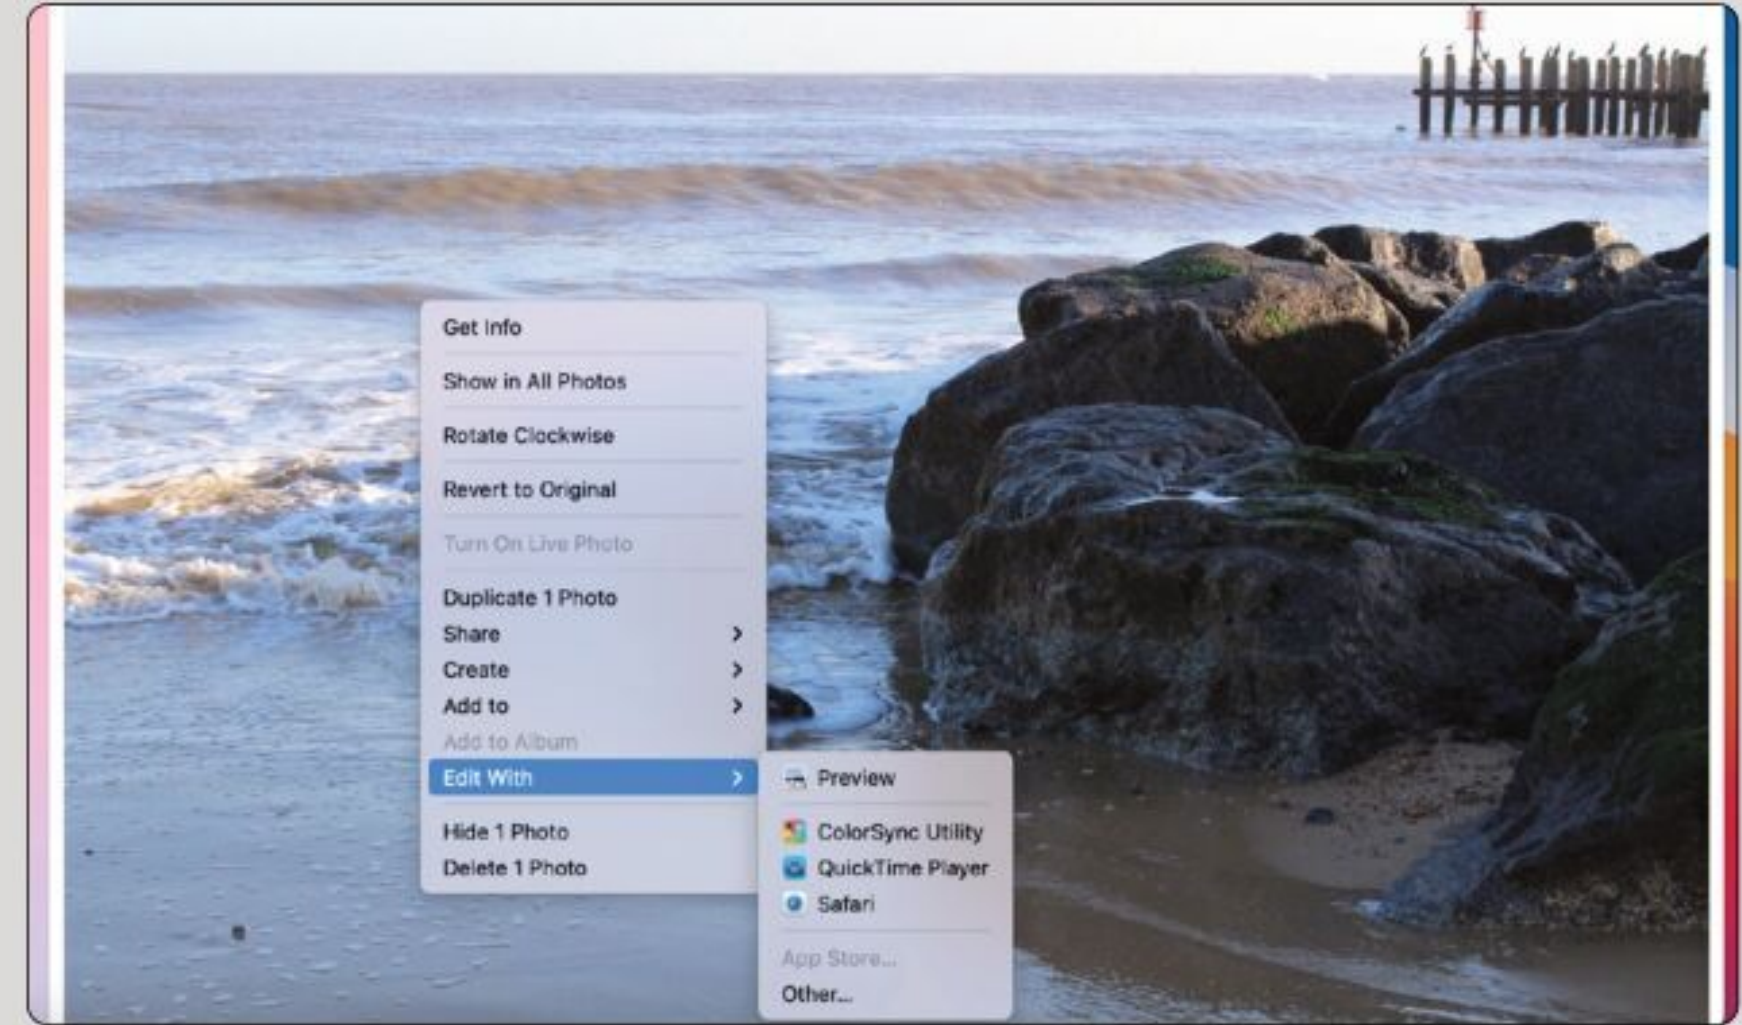 Get Info
Show in All Photos
Rotate Clockwise
Revert to Original
Turn On Live Photo
Duplicate 1 Photo
Share
Create
Add to
Add to Album
Edit With
Hide 1 Photo
Delete 1 Photo
Preview
ColorSync Utility
QuickTime Player
Safari
App Store...
Other...